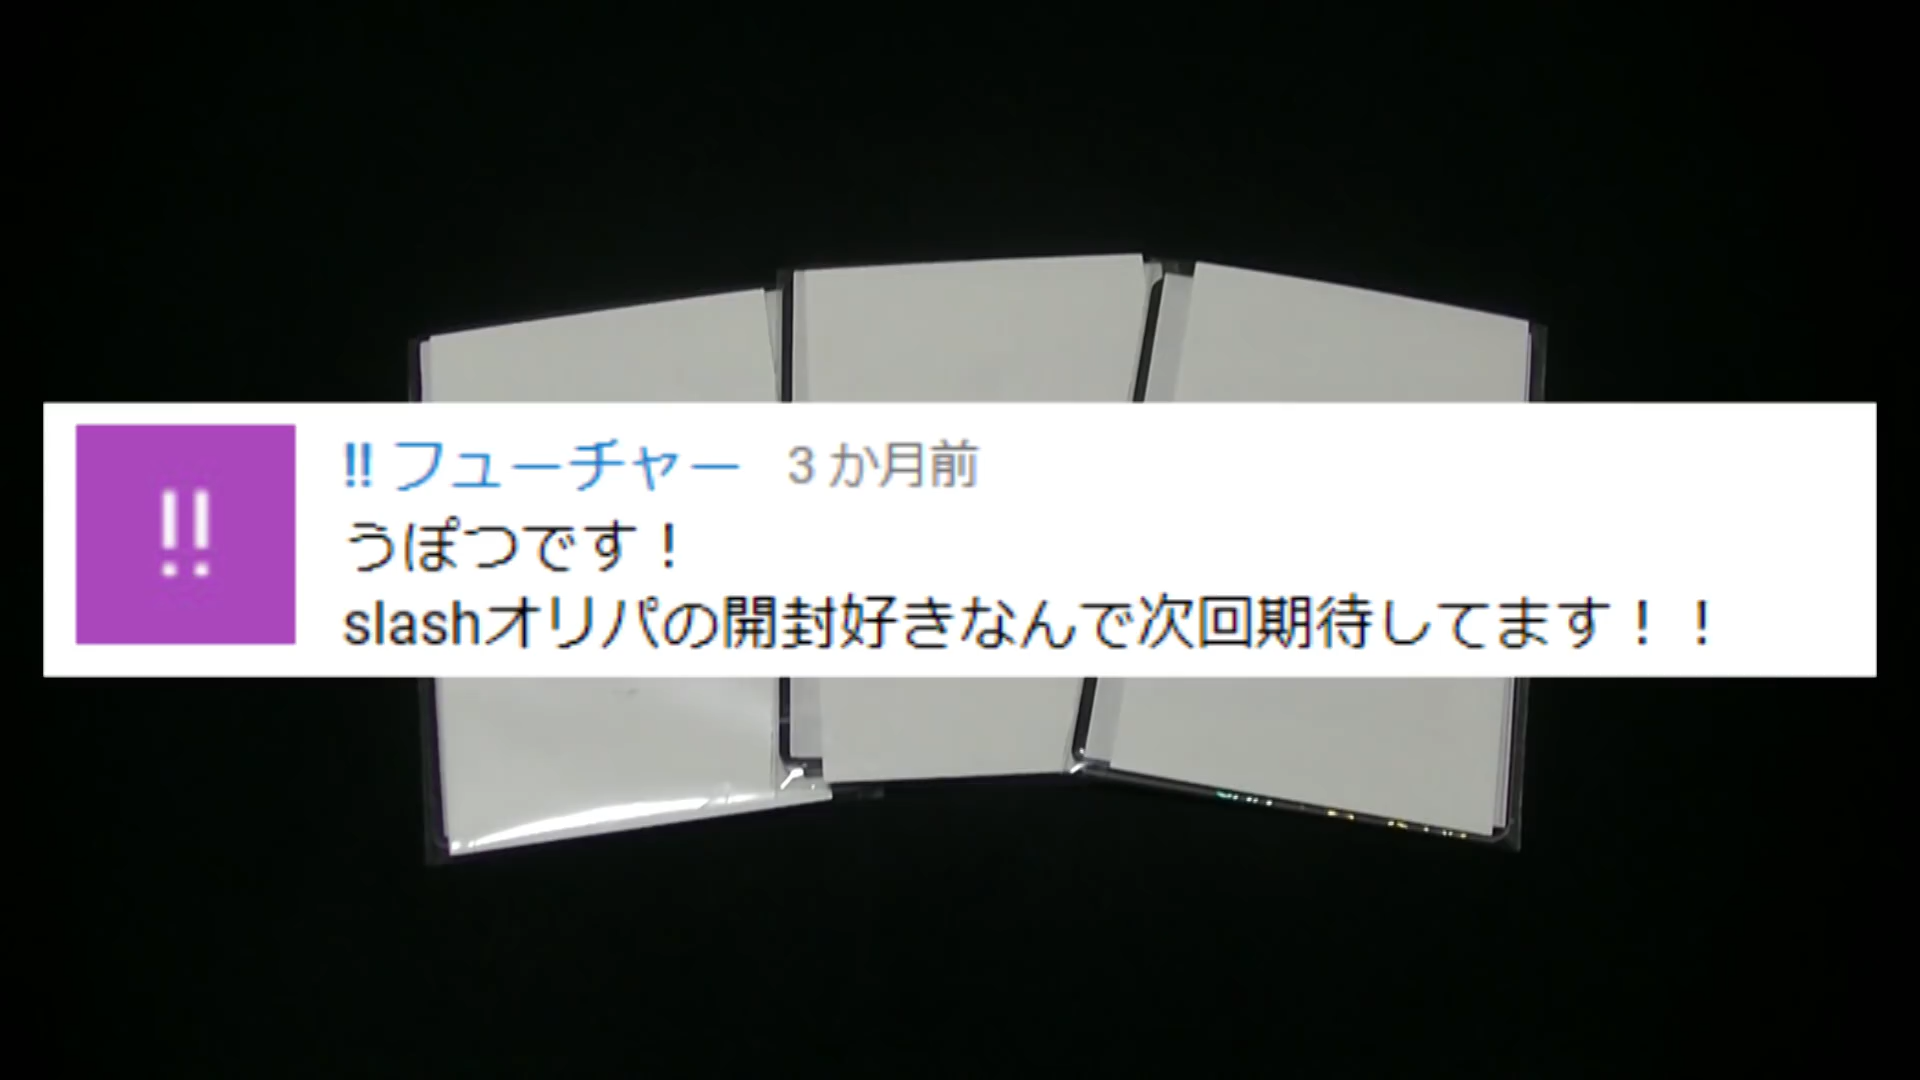 !!
!! フューチャー 3 か月前
うぽつです！
slashオリパの開封好きなんで次回期待してます！！